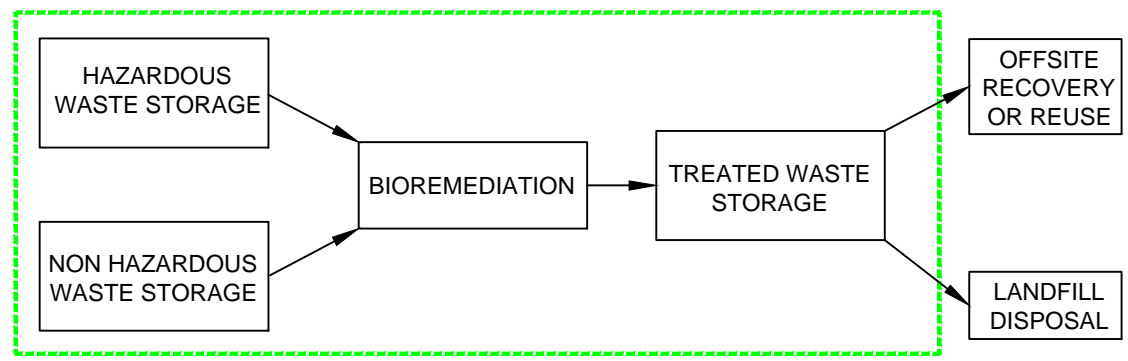 HAZARDOUS
WASTE STORAGE
NON HAZARDOUS
WASTE STORAGE
BIOREMEDIATION
TREATED WASTE
STORAGE
OFFSITE
RECOVERY
OR REUSE
LANDFILL
DISPOSAL